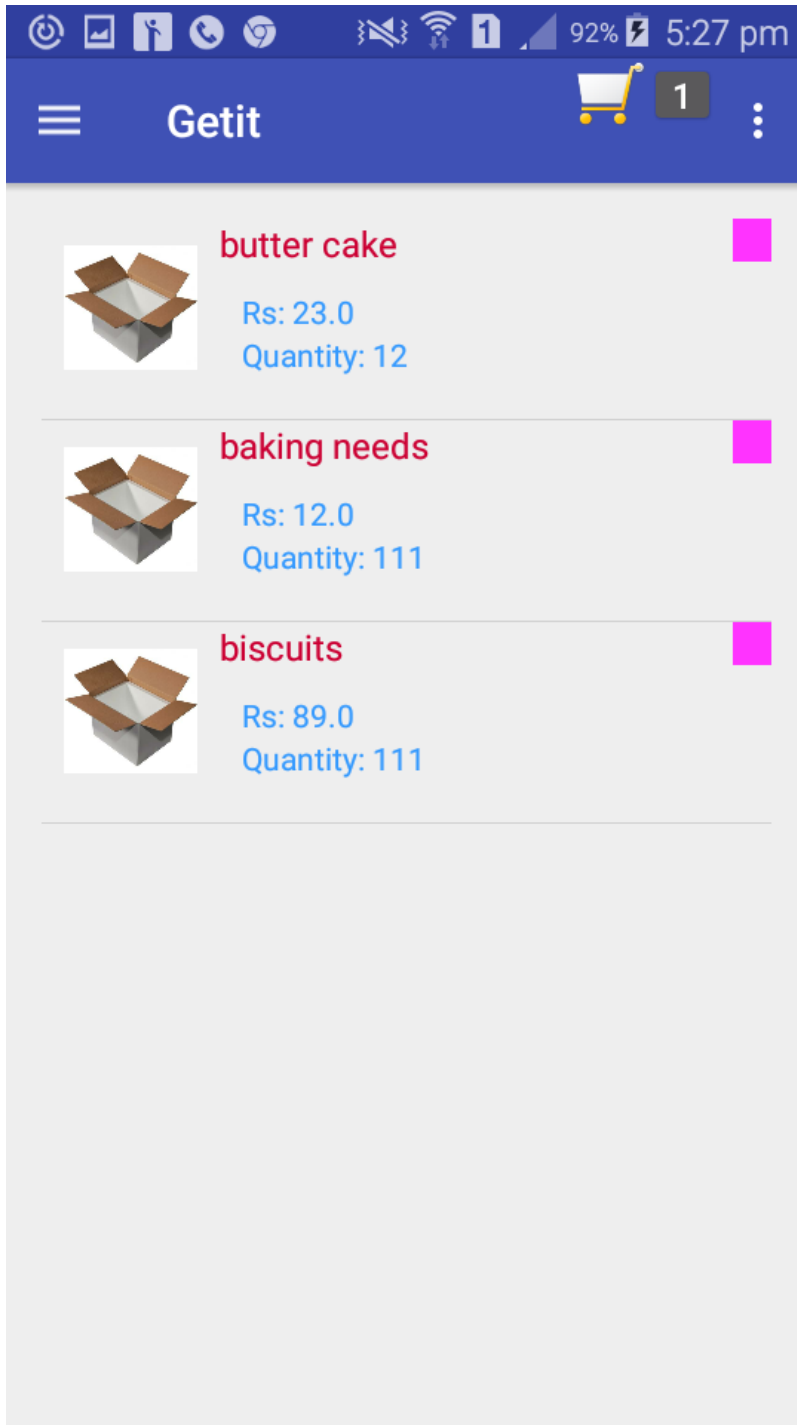 1 92% 5:27 pm
Getit 1
butter cake
Rs: 23.0
Quantity: 12
baking needs
Rs: 12.0
Quantity: 111
biscuits
Rs: 89.0
Quantity: 111